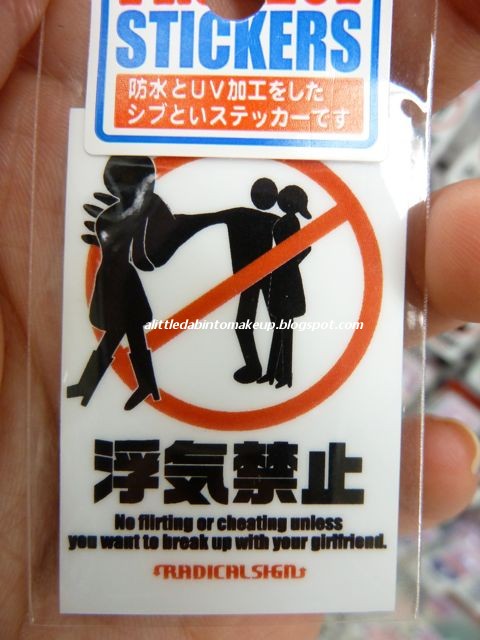 STICKERS
防水とUV加工をした
シブといステッカーです
alittledabintomakeup.blogspot.com
浮気禁止
No flirting or cheating unless
you want to break up with your girlfriend.
RADICALSIGN